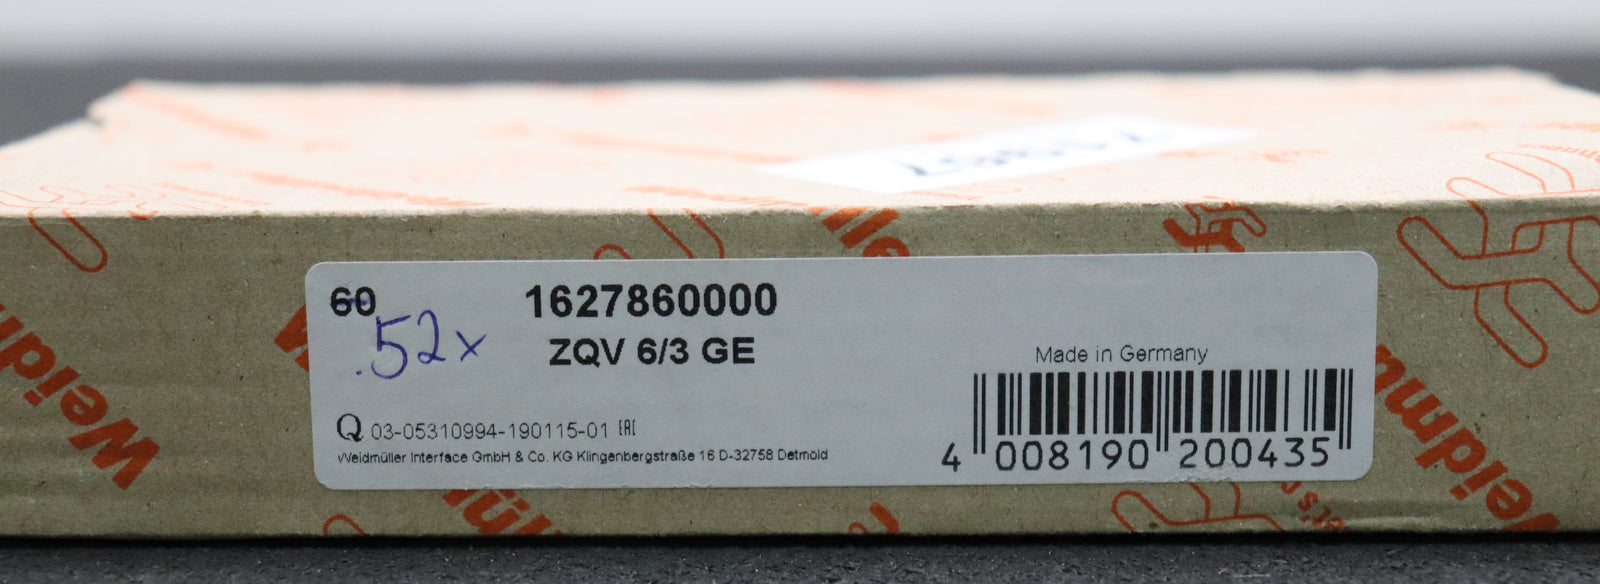 60 1627860000
52x ZQV 6/3 GE
Made in Germany
Q 03-05310994-190115-01 EAC
Weidmüller Interface GmbH & Co. KG Klingenbergstraße 16 D-32758 Detmold
4 008190 200435